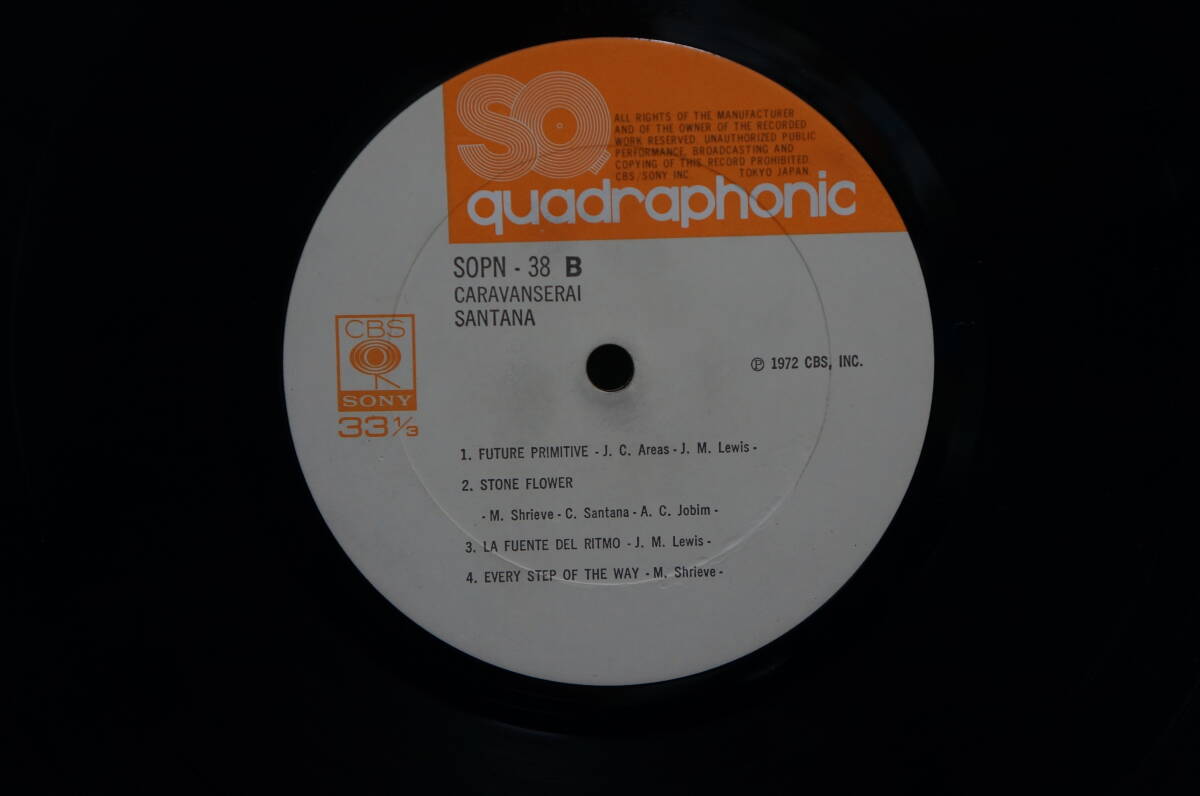 SQ
ALL RIGHTS OF THE MANUFACTURER
AND OF THE OWNER OF THE RECORDED
WORK RESERVED. UNAUTHORIZED PUBLIC
PERFORMANCE, BROADCASTING AND
COPYING OF THIS RECORD PROHIBITED.
CBS/SONY INC. TOKYO JAPAN
quadraphonic
SOPN - 38 B
CARAVANSERAI
SANTANA
CBS
SONY
33 1/3
℗ 1972 CBS, INC.
1. FUTURE PRIMITIVE - J. C. Areas - J. M. Lewis -
2. STONE FLOWER
- M. Shrieve - C. Santana - A. C. Jobim -
3. LA FUENTE DEL RITMO - J. M. Lewis -
4. EVERY STEP OF THE WAY - M. Shrieve -